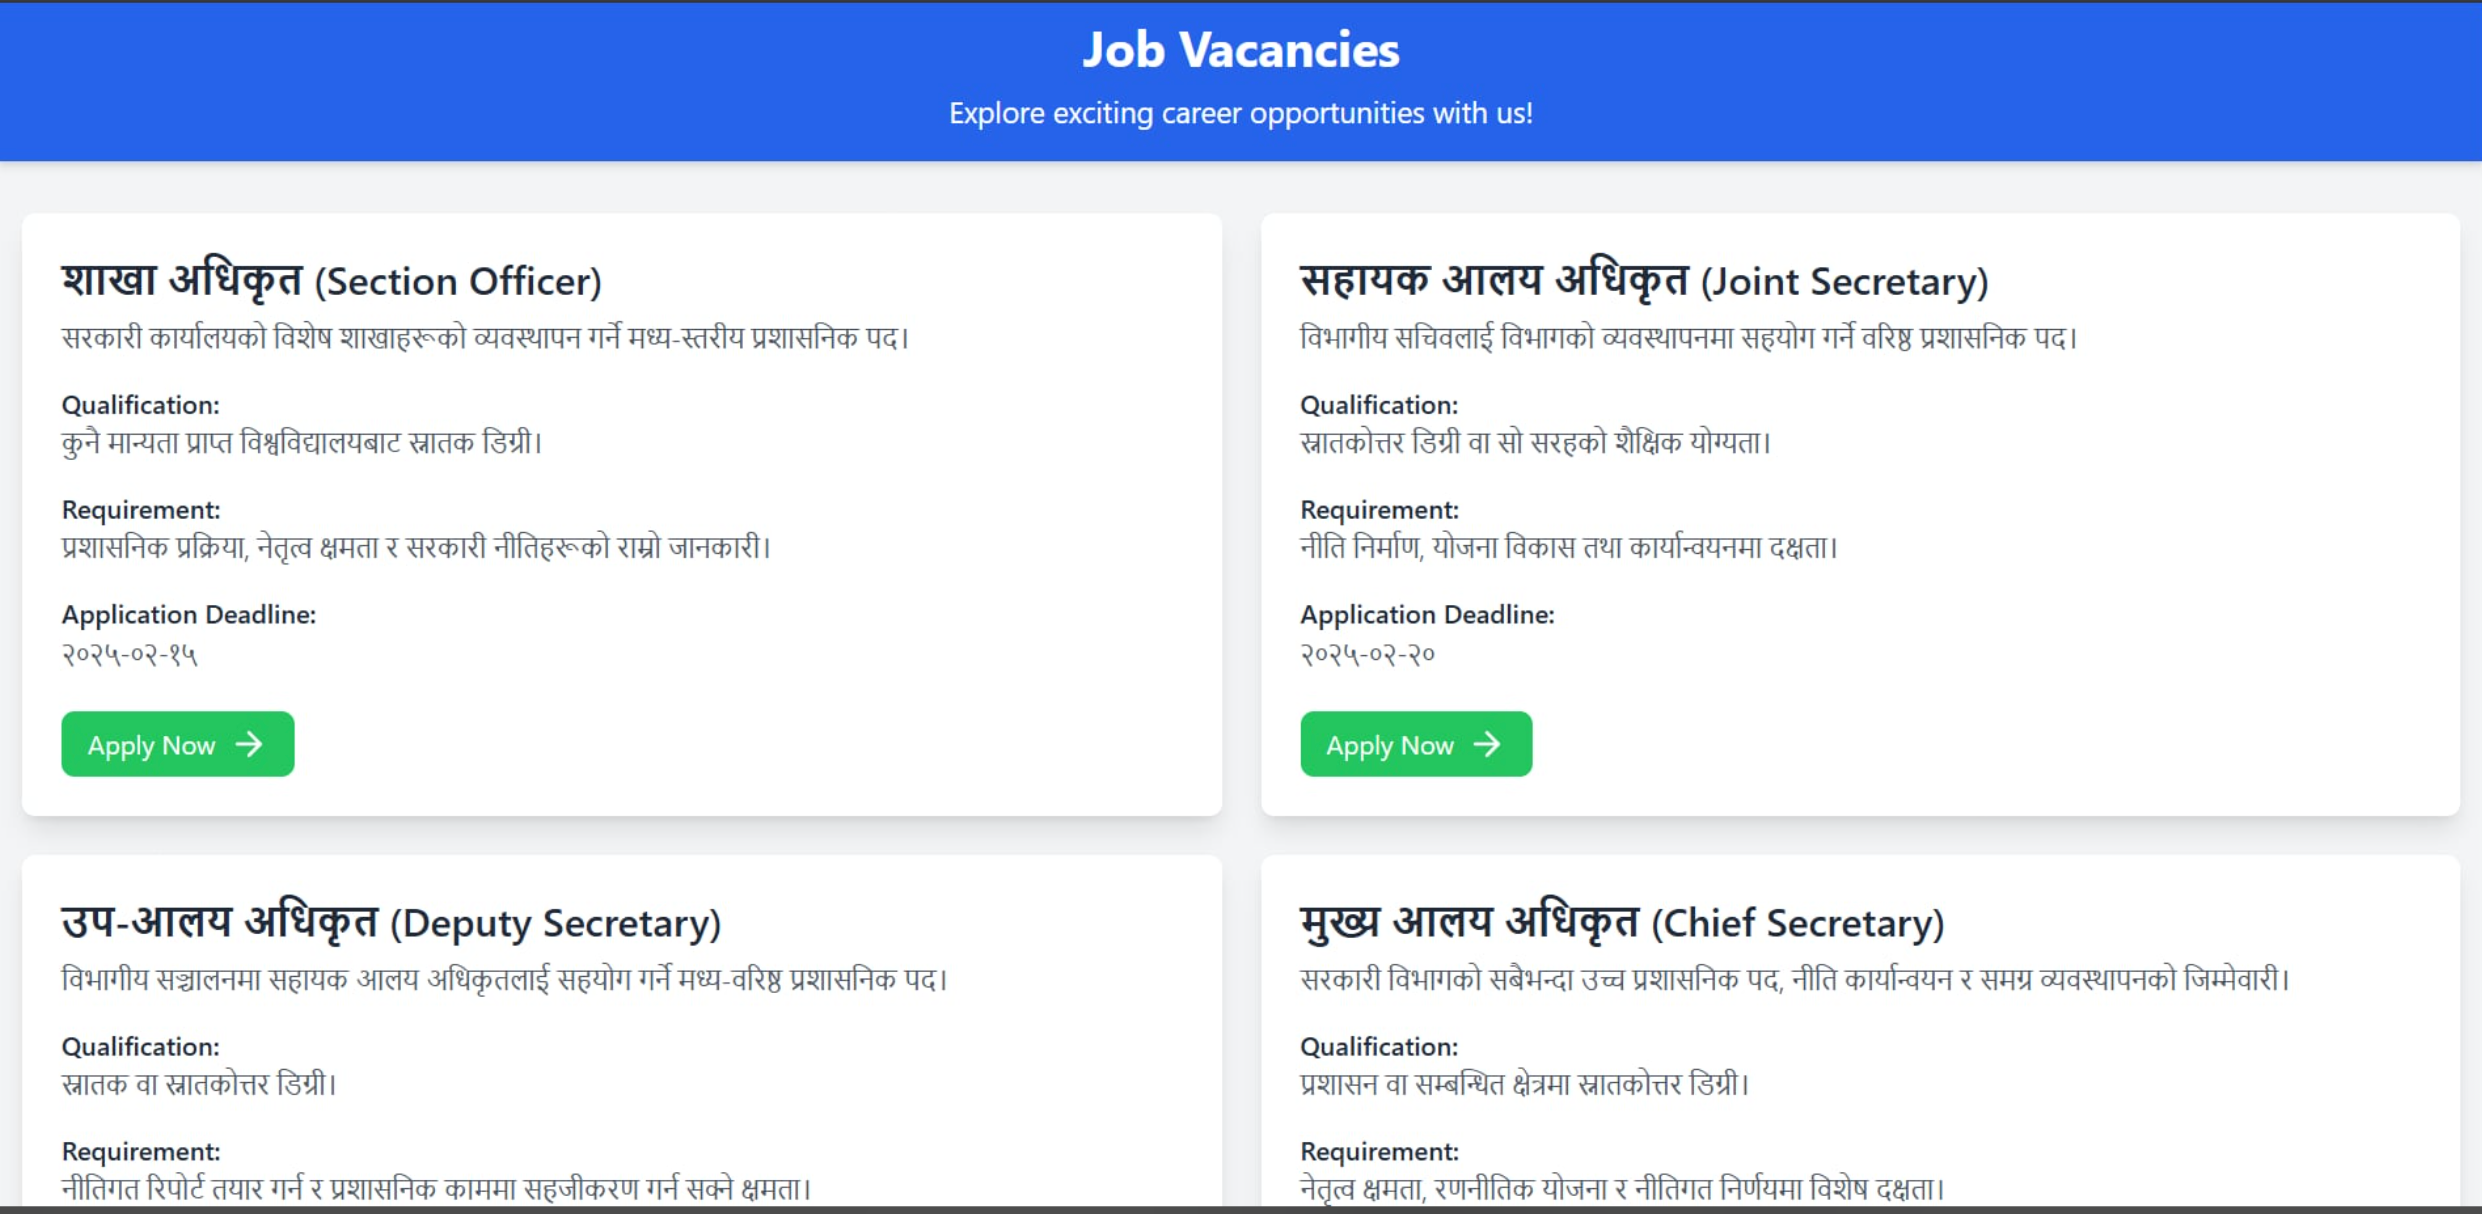 Job Vacancies
Explore exciting career opportunities with us!
शाखा अधिकृत (Section Officer)
सरकारी कार्यालयको विशेष शाखाहरूको व्यवस्थापन गर्ने मध्य-स्तरीय प्रशासनिक पद।
Qualification:
कुनै मान्यता प्राप्त विश्वविद्यालयबाट स्नातक डिग्री।
Requirement:
प्रशासनिक प्रक्रिया, नेतृत्व क्षमता र सरकारी नीतिहरूको राम्रो जानकारी।
Application Deadline:
२०२५-०२-१५
Apply Now →
सहायक आलय अधिकृत (Joint Secretary)
विभागीय सचिवलाई विभागको व्यवस्थापनमा सहयोग गर्ने वरिष्ठ प्रशासनिक पद।
Qualification:
स्नातकोत्तर डिग्री वा सो सरहको शैक्षिक योग्यता।
Requirement:
नीति निर्माण, योजना विकास तथा कार्यान्वयनमा दक्षता।
Application Deadline:
२०२५-०२-२०
Apply Now →
उप-आलय अधिकृत (Deputy Secretary)
विभागीय सञ्चालनमा सहायक आलय अधिकृतलाई सहयोग गर्ने मध्य-वरिष्ठ प्रशासनिक पद।
Qualification:
स्नातक वा स्नातकोत्तर डिग्री।
Requirement:
नीतिगत रिपोर्ट तयार गर्न र प्रशासनिक काममा सहजीकरण गर्न सक्ने क्षमता।
मुख्य आलय अधिकृत (Chief Secretary)
सरकारी विभागको सबैभन्दा उच्च प्रशासनिक पद, नीति कार्यान्वयन र समग्र व्यवस्थापनको जिम्मेवारी।
Qualification:
प्रशासन वा सम्बन्धित क्षेत्रमा स्नातकोत्तर डिग्री।
Requirement:
नेतृत्व क्षमता, रणनीतिक योजना र नीतिगत निर्णयमा विशेष दक्षता।